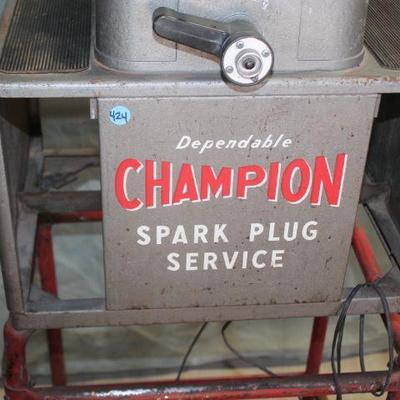 424
Dependable
CHAMPION
SPARK PLUG
SERVICE